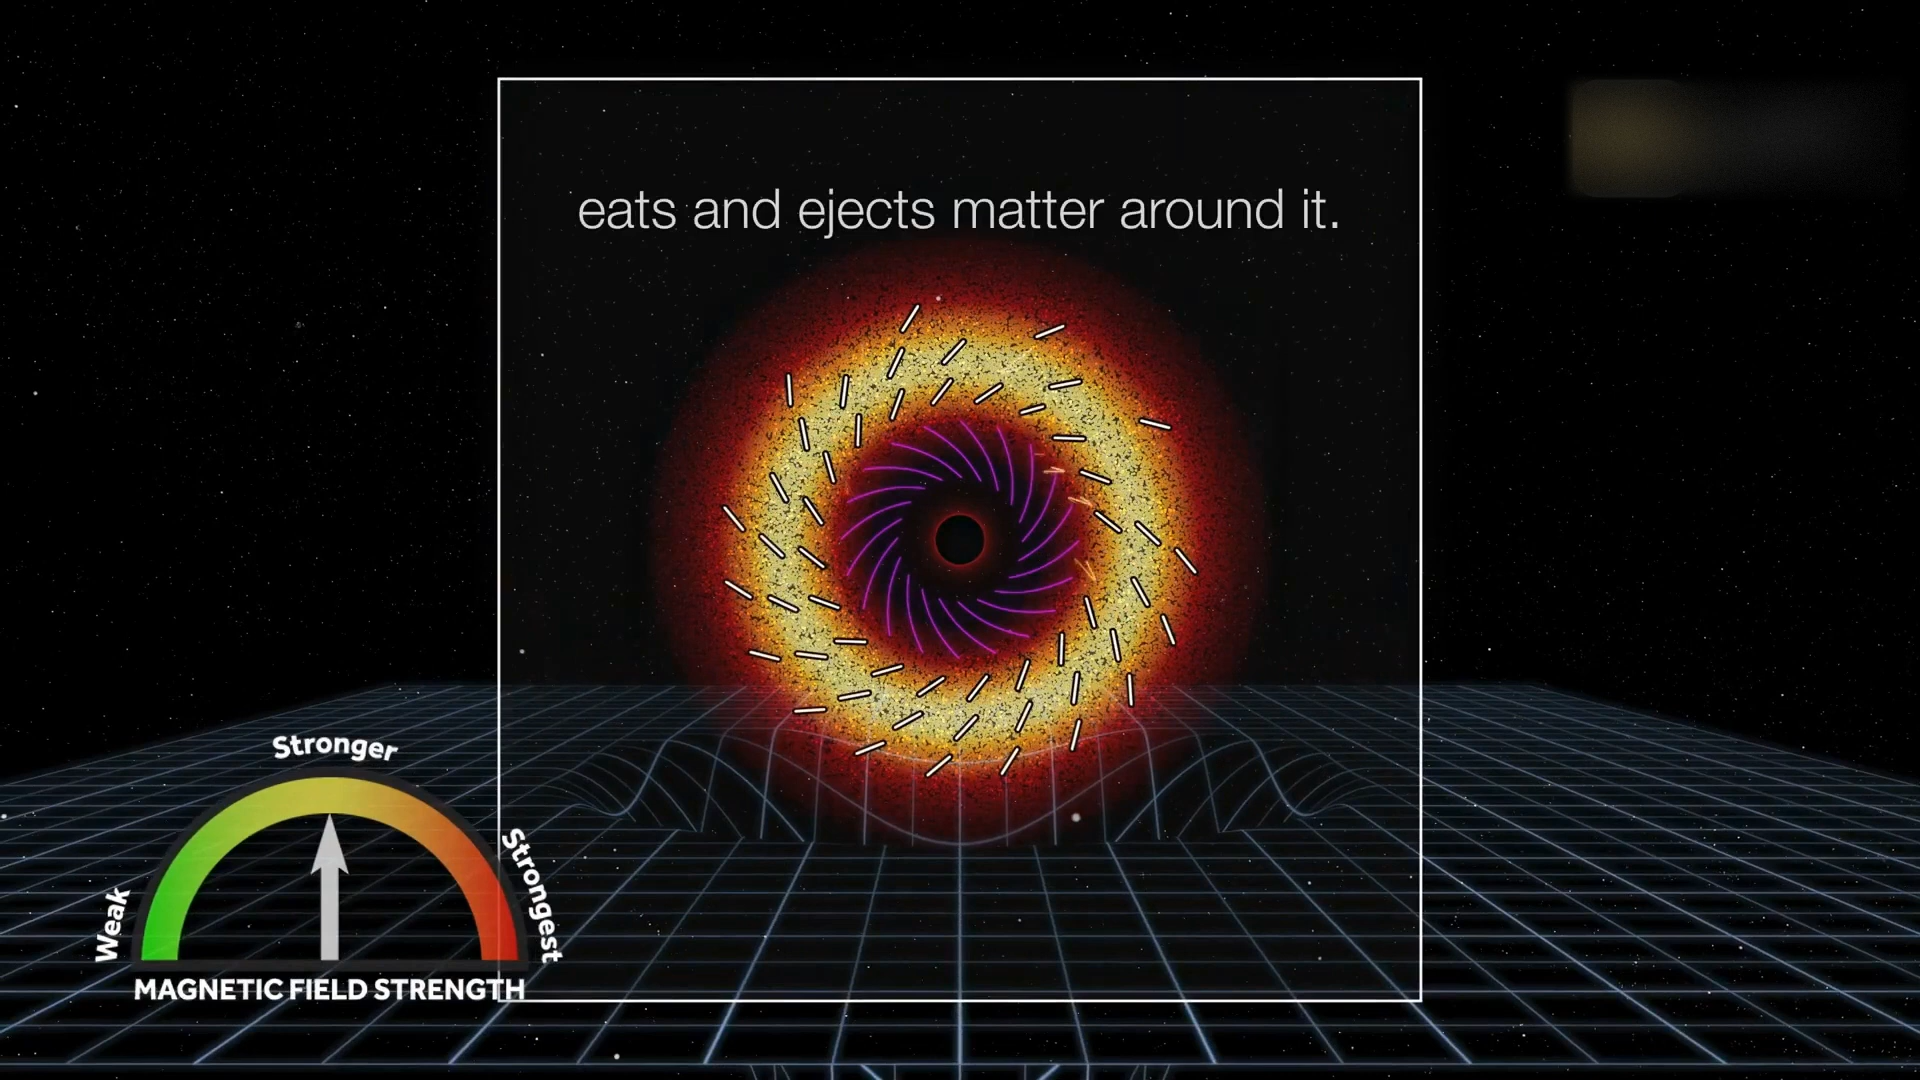 eats and ejects matter around it.
Stronger
Weak
Strongest
MAGNETIC FIELD STRENGTH